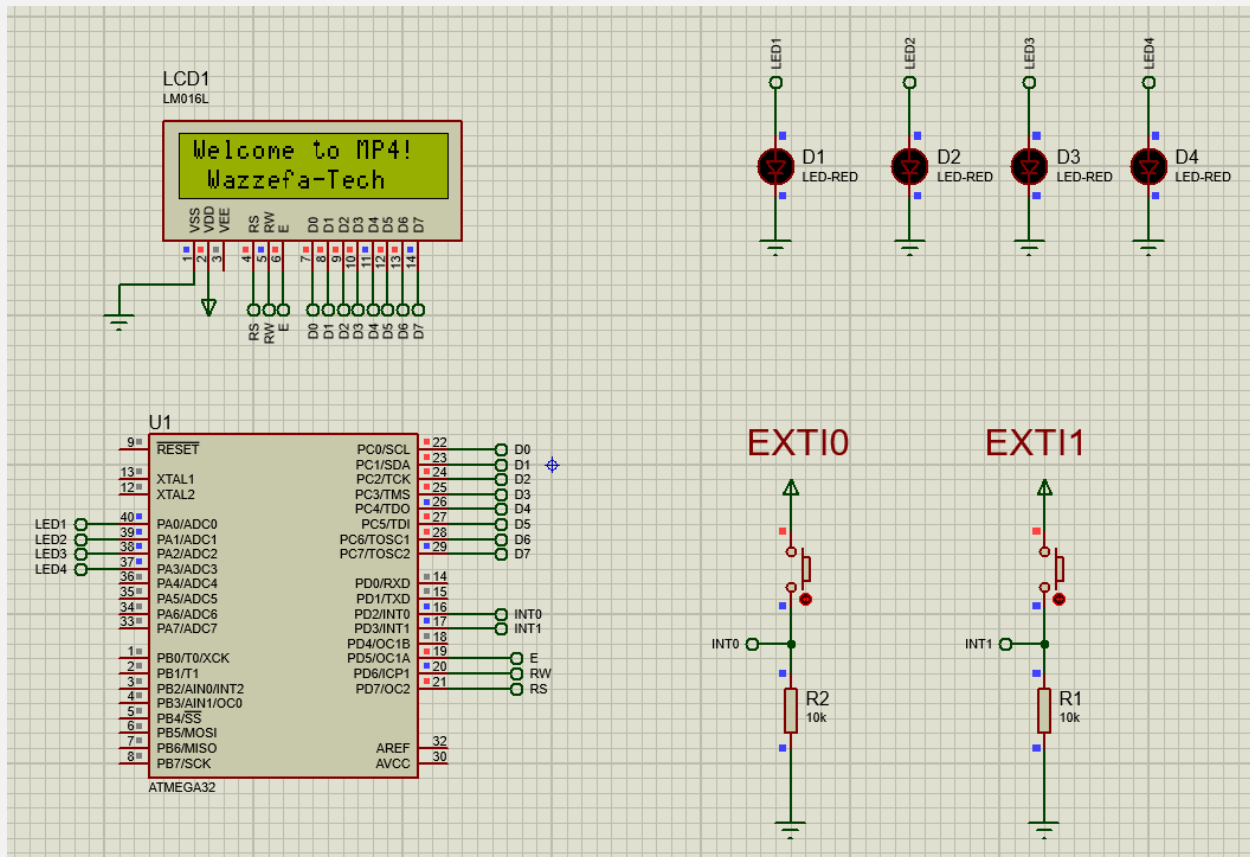 LCD1
LM016L
Welcome to MP4!
Wazzefa-Tech
VSS
VDD
VEE
RS
RW
E
D0
D1
D2
D3
D4
D5
D6
D7
1
2
3
4
5
6
7
8
9
10
11
12
13
14
RS
RW
E
D0
D1
D2
D3
D4
D5
D6
D7
LED1
LED2
LED3
LED4
D1
LED-RED
D2
LED-RED
D3
LED-RED
D4
LED-RED
U1
9 RESET
13 XTAL1
12 XTAL2
LED1 40 PA0/ADC0
LED2 39 PA1/ADC1
LED3 38 PA2/ADC2
LED4 37 PA3/ADC3
36 PA4/ADC4
35 PA5/ADC5
34 PA6/ADC6
33 PA7/ADC7
1 PB0/T0/XCK
2 PB1/T1
3 PB2/AIN0/INT2
4 PB3/AIN1/OC0
5 PB4/SS
6 PB5/MOSI
7 PB6/MISO
8 PB7/SCK
PC0/SCL 22 D0
PC1/SDA 23 D1
PC2/TCK 24 D2
PC3/TMS 25 D3
PC4/TDO 26 D4
PC5/TDI 27 D5
PC6/TOSC1 28 D6
PC7/TOSC2 29 D7
PD0/RXD 14
PD1/TXD 15
PD2/INT0 16 INT0
PD3/INT1 17 INT1
PD4/OC1B 18
PD5/OC1A 19 E
PD6/ICP1 20 RW
PD7/OC2 21 RS
AREF 32
AVCC 30
ATMEGA32
EXTI0
INT0
R2
10k
EXTI1
INT1
R1
10k